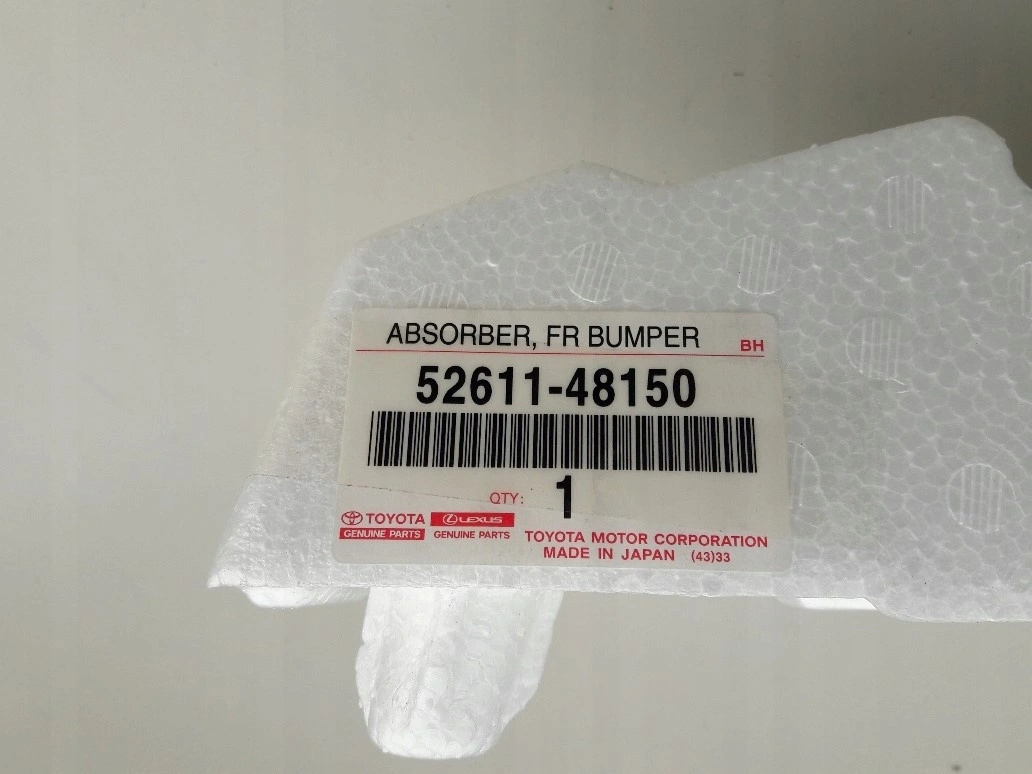 ABSORBER, FR BUMPER
BH
52611-48150
QTY: 1
TOYOTA LEXUS
GENUINE PARTS GENUINE PARTS
TOYOTA MOTOR CORPORATION
MADE IN JAPAN (43)33